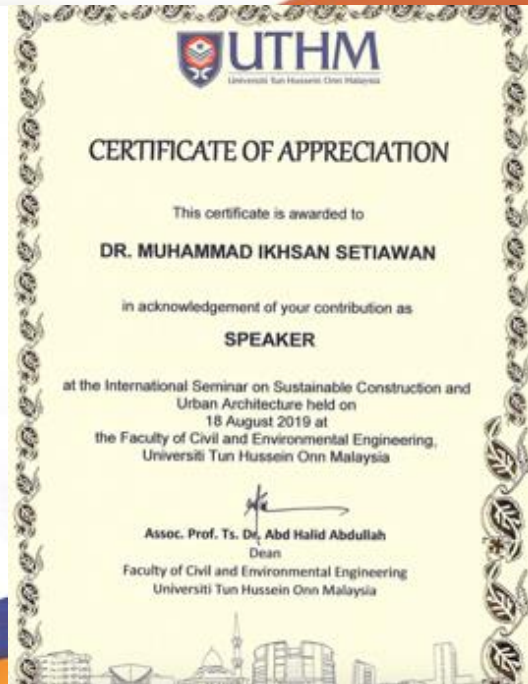 UTHM
Universiti Tun Hussein Onn Malaysia
CERTIFICATE OF APPRECIATION
This certificate is awarded to
DR. MUHAMMAD IKHSAN SETIAWAN
in acknowledgement of your contribution as
SPEAKER
at the International Seminar on Sustainable Construction and
Urban Architecture held on
18 August 2019 at
the Faculty of Civil and Environmental Engineering,
Universiti Tun Hussein Onn Malaysia
Assoc. Prof. Ts. Dr. Abd Halid Abdullah
Dean
Faculty of Civil and Environmental Engineering
Universiti Tun Hussein Onn Malaysia